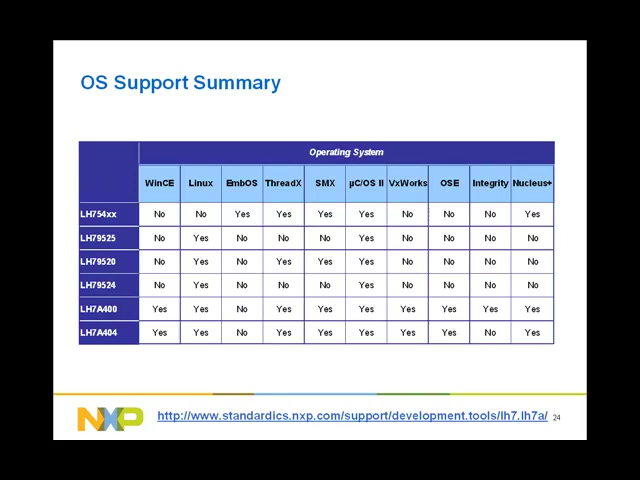 OS Support Summary
Operating System
WinCE Linux EmbOS ThreadX SMX µC/OS II VxWorks OSE Integrity Nucleus+
LH754xx No No Yes Yes Yes Yes No No No Yes
LH79525 No Yes No No No Yes No No No No
LH79520 No Yes No Yes Yes Yes No No No No
LH79524 No Yes No No No Yes No No No No
LH7A400 Yes Yes No Yes Yes Yes Yes Yes Yes Yes
LH7A404 Yes Yes No Yes Yes Yes Yes Yes No Yes
NXP http://www.standardics.nxp.com/support/development.tools/lh7.lh7a/ 24